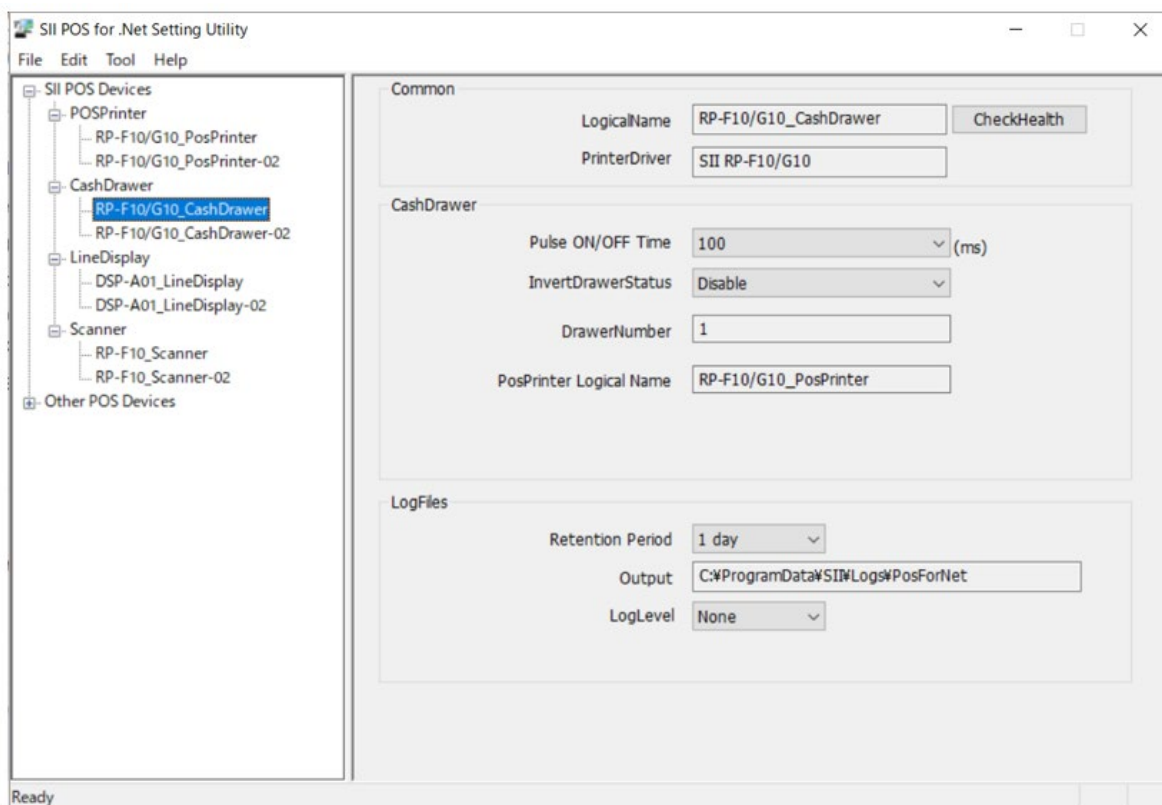 SII POS for .Net Setting Utility
File Edit Tool Help
SII POS Devices
POSPrinter
RP-F10/G10_PosPrinter
RP-F10/G10_PosPrinter-02
CashDrawer
RP-F10/G10_CashDrawer
RP-F10/G10_CashDrawer-02
LineDisplay
DSP-A01_LineDisplay
DSP-A01_LineDisplay-02
Scanner
RP-F10_Scanner
RP-F10_Scanner-02
Other POS Devices
Common
LogicalName RP-F10/G10_CashDrawer CheckHealth
PrinterDriver SII RP-F10/G10
CashDrawer
Pulse ON/OFF Time 100 (ms)
InvertDrawerStatus Disable
DrawerNumber 1
PosPrinter Logical Name RP-F10/G10_PosPrinter
LogFiles
Retention Period 1 day
Output C:¥ProgramData¥SII¥Logs¥PosForNet
LogLevel None
Ready